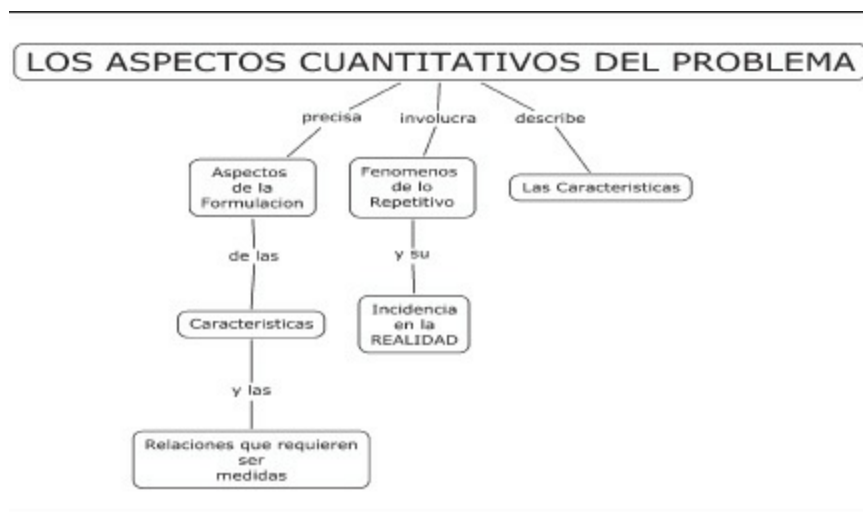 LOS ASPECTOS CUANTITATIVOS DEL PROBLEMA
precisa
involucra
describe
Aspectos
de la
Formulacion
Fenomenos
de lo
Repetitivo
Las Caracteristicas
de las
y su
Caracteristicas
Incidencia
en la
REALIDAD
y las
Relaciones que requieren
ser
medidas